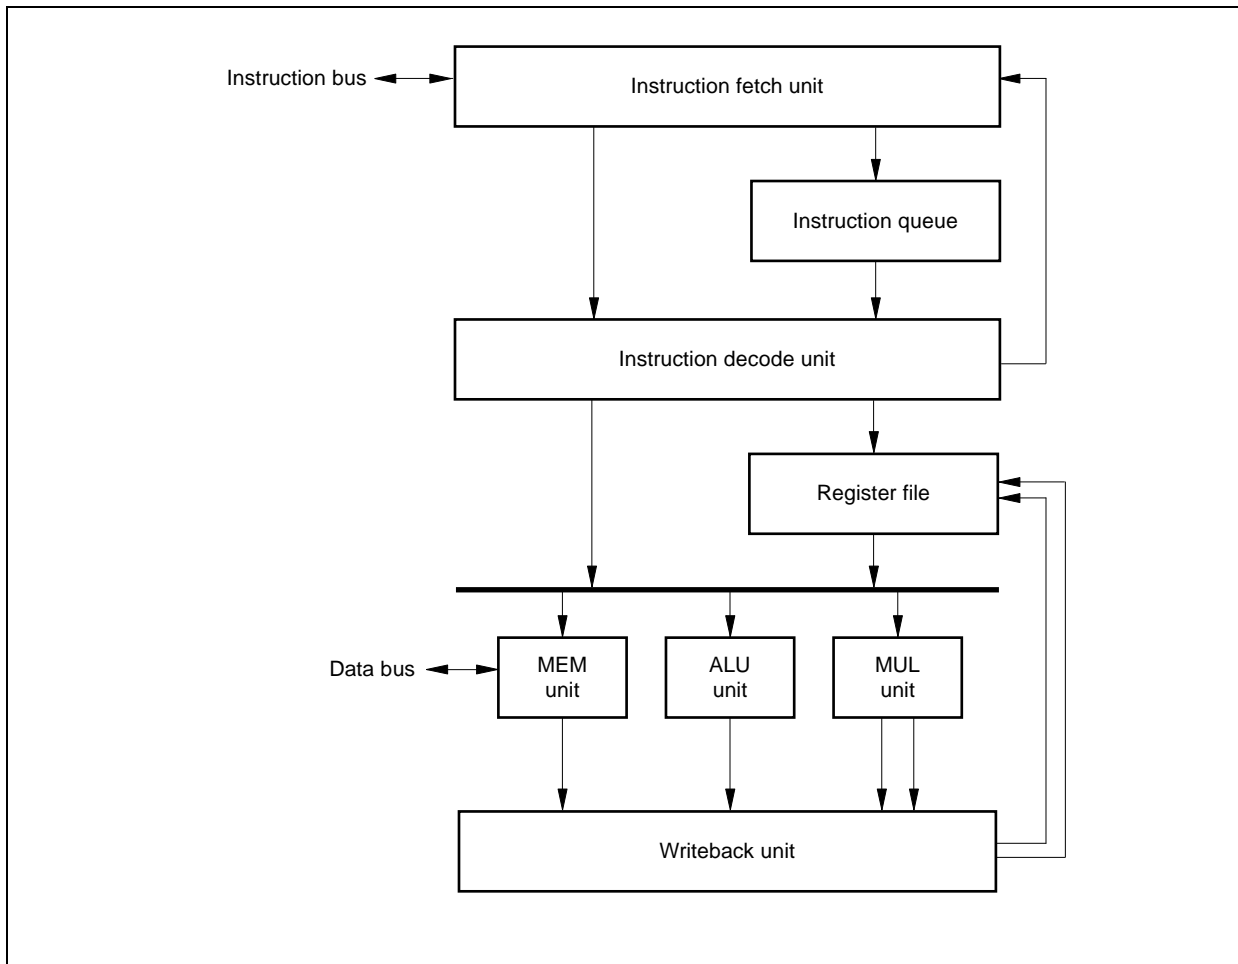 Instruction bus
Instruction fetch unit
Instruction queue
Instruction decode unit
Register file
Data bus
MEM
unit
ALU
unit
MUL
unit
Writeback unit